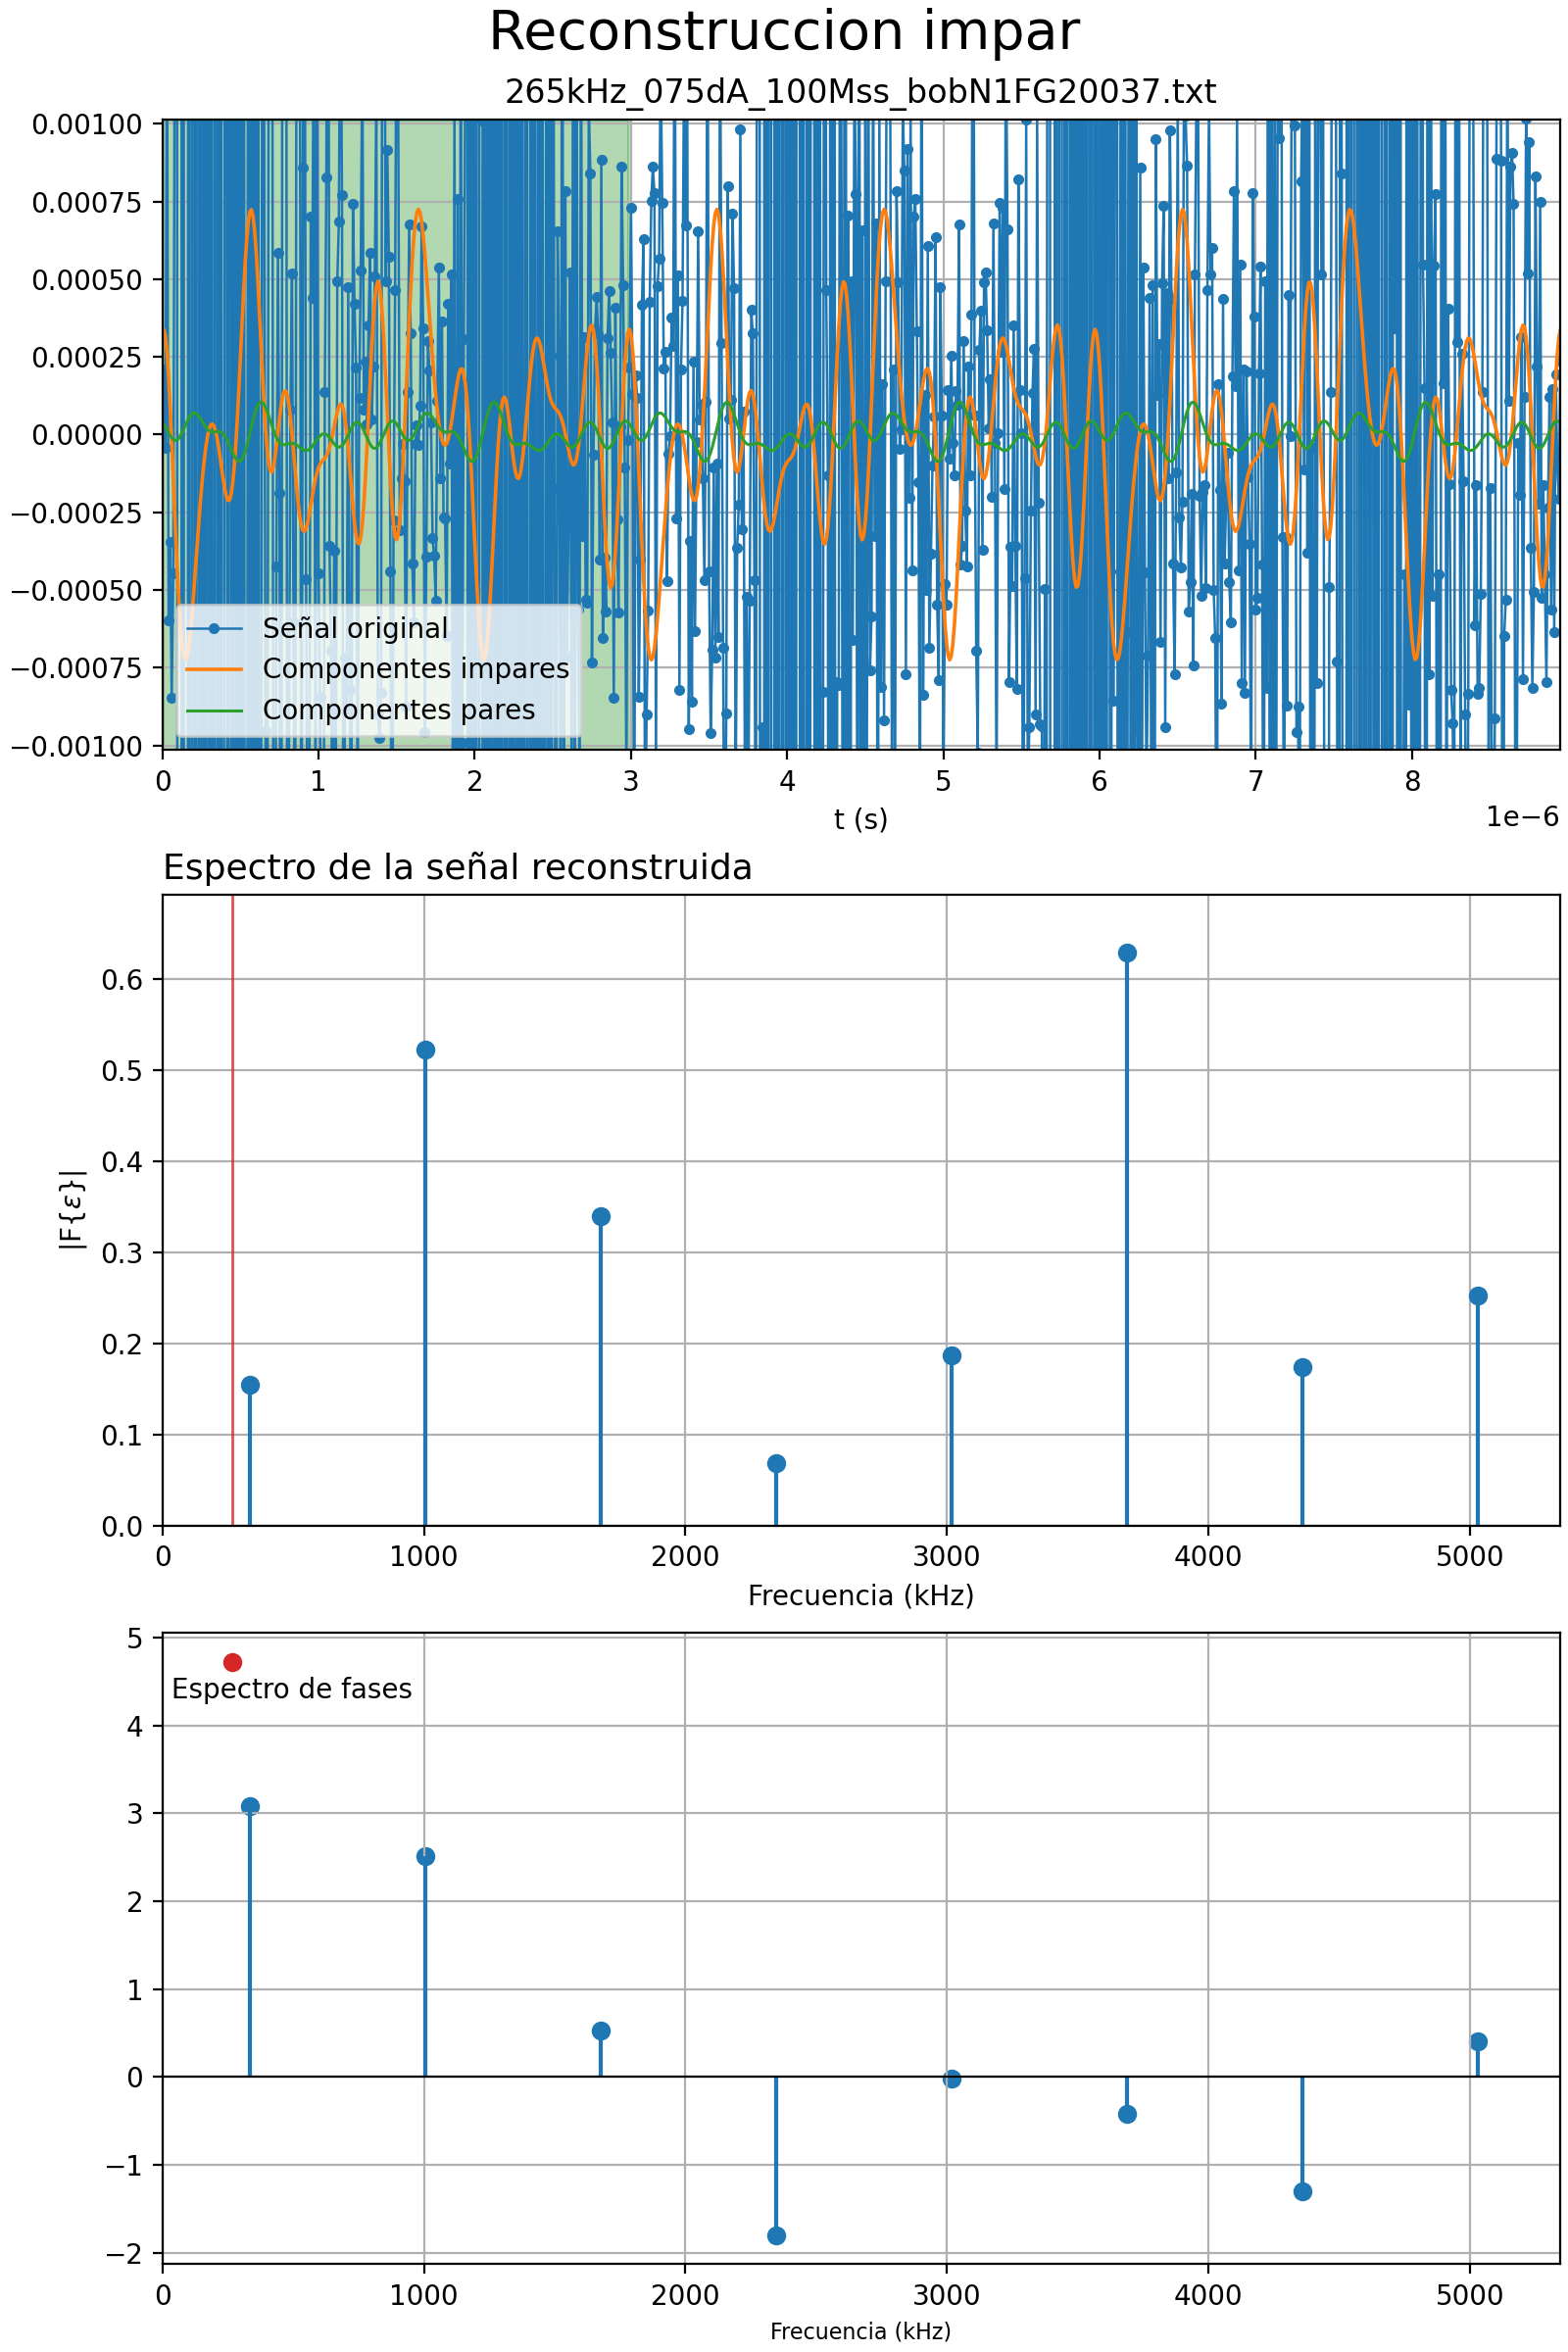 Reconstruccion impar
265kHz_075dA_100Mss_bobN1FG20037.txt
0.00100
0.00075
0.00050
0.00025
0.00000
−0.00025
−0.00050
−0.00075
−0.00100
Señal original
Componentes impares
Componentes pares
0 1 2 3 4 5 6 7 8
t (s)
1e−6
Espectro de la señal reconstruida
0.6
0.5
0.4
0.3
0.2
0.1
0.0
|F{ε}|
0 1000 2000 3000 4000 5000
Frecuencia (kHz)
5
Espectro de fases
4
3
2
1
0
−1
−2
0 1000 2000 3000 4000 5000
Frecuencia (kHz)